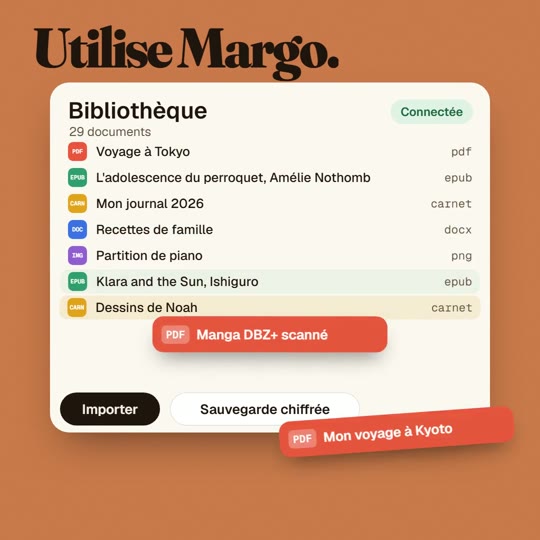 Utilise Margo.
Bibliothèque
Connectée
29 documents
PDF Voyage à Tokyo pdf
EPUB L'adolescence du perroquet, Amélie Nothomb epub
CARN Mon journal 2026 carnet
DOC Recettes de famille docx
IMG Partition de piano png
EPUB Klara and the Sun, Ishiguro epub
CARN Dessins de Noah carnet
PDF Manga DBZ+ scanné
Importer Sauvegarde chiffrée
PDF Mon voyage à Kyoto